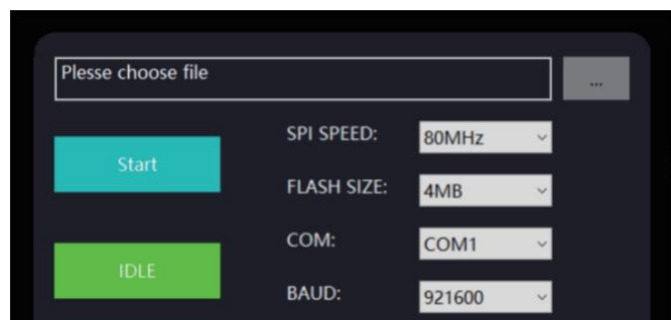 Plesse choose file
...
SPI SPEED:
80MHz
Start
FLASH SIZE:
4MB
COM:
COM1
IDLE
BAUD:
921600